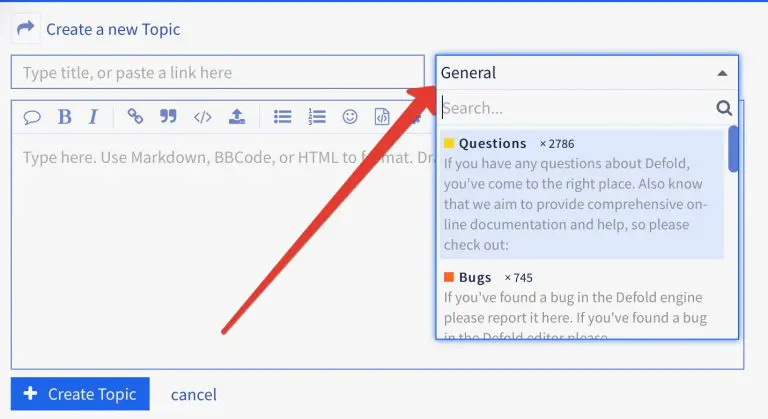 Create a new Topic
Type title, or paste a link here
General
Search...
B I
Type here. Use Markdown, BBCode, or HTML to format.
Questions × 2786
If you have any questions about Defold,
you've come to the right place. Also know
that we aim to provide comprehensive on-
line documentation and help, so please
check out:
Bugs × 745
If you've found a bug in the Defold engine
please report it here. If you've found a bug
in the Defold editor please
+ Create Topic
cancel